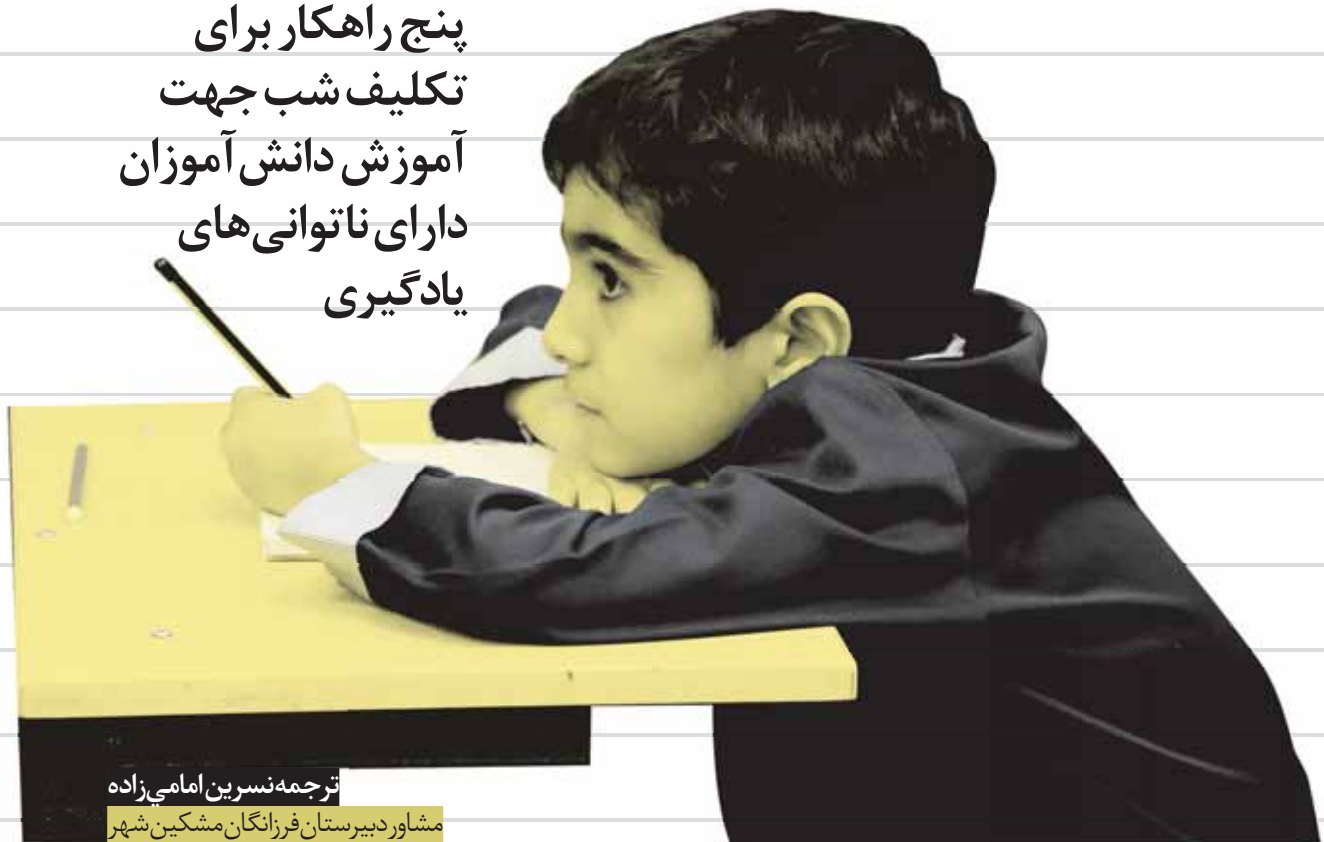 پنج راهکار برای
تکلیف شب جهت
آموزش دانش‌آموزان
دارای ناتوانی‌های
یادگیری
ترجمه نسرین امامي‌زاده
مشاور دبیرستان فرزانگان مشکین‌شهر